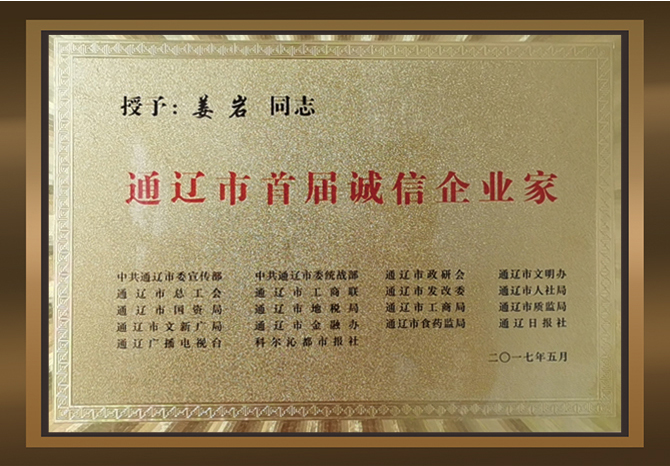 授予：姜岩 同志
通辽市首届诚信企业家
中共通辽市委宣传部 中共通辽市委统战部 通辽市政研会 通辽市文明办
通辽市总工会 通辽市工商联 通辽市发改委 通辽市人社局
通辽市国资局 通辽市地税局 通辽市工商局 通辽市质监局
通辽市文新广局 通辽市金融办 通辽市食药监局 通辽日报社
通辽广播电视台 科尔沁都市报社
二〇一七年五月